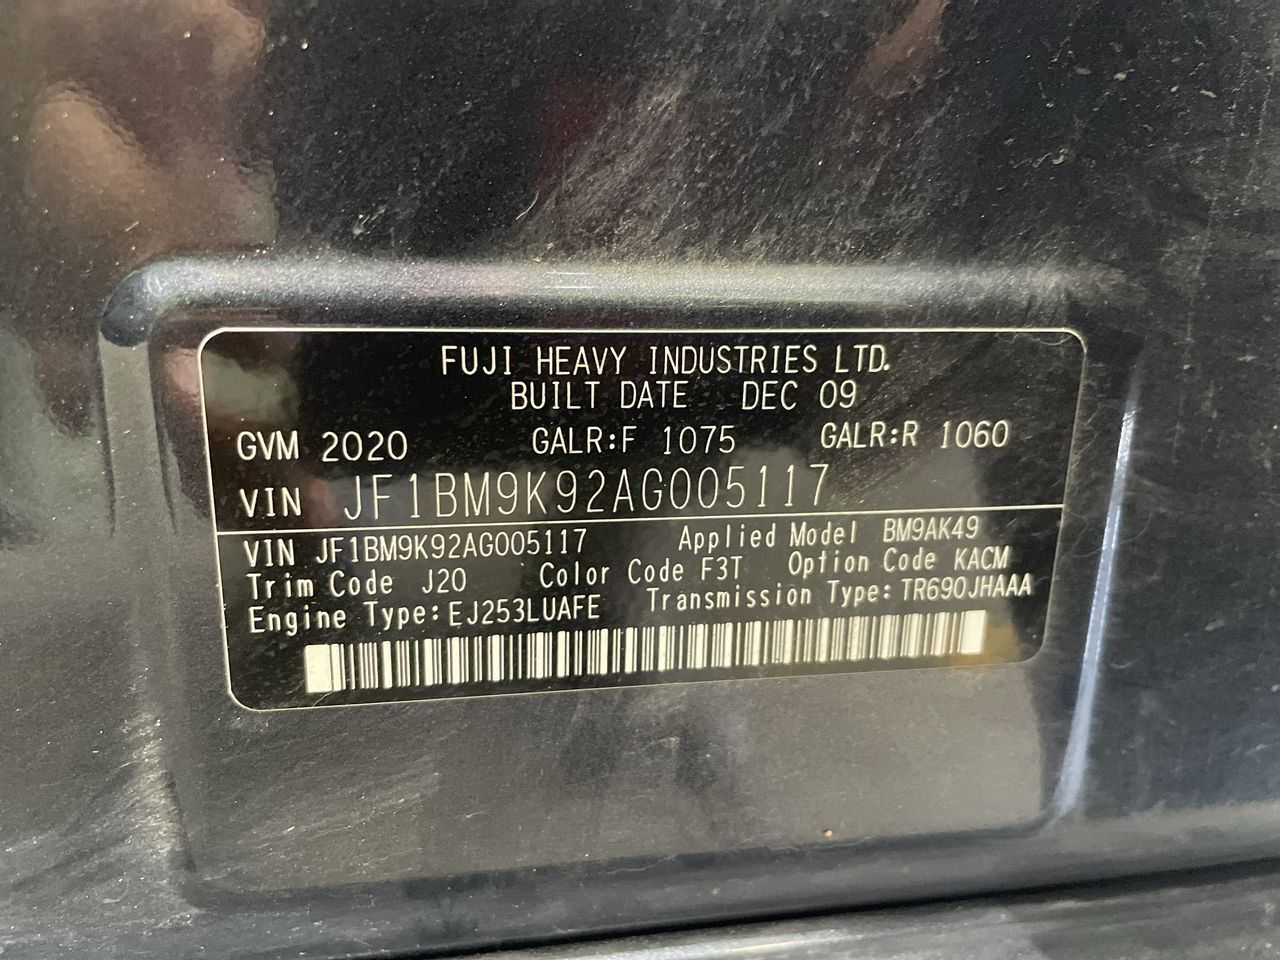 FUJI HEAVY INDUSTRIES LTD.
BUILT DATE DEC 09
GVM 2020 GALR:F 1075 GALR:R 1060
VIN JF1BM9K92AG005117
VIN JF1BM9K92AG005117 Applied Model BM9AK49
Trim Code J20 Color Code F3T Option Code KACM
Engine Type:EJ253LUAFE Transmission Type:TR690JHAAA